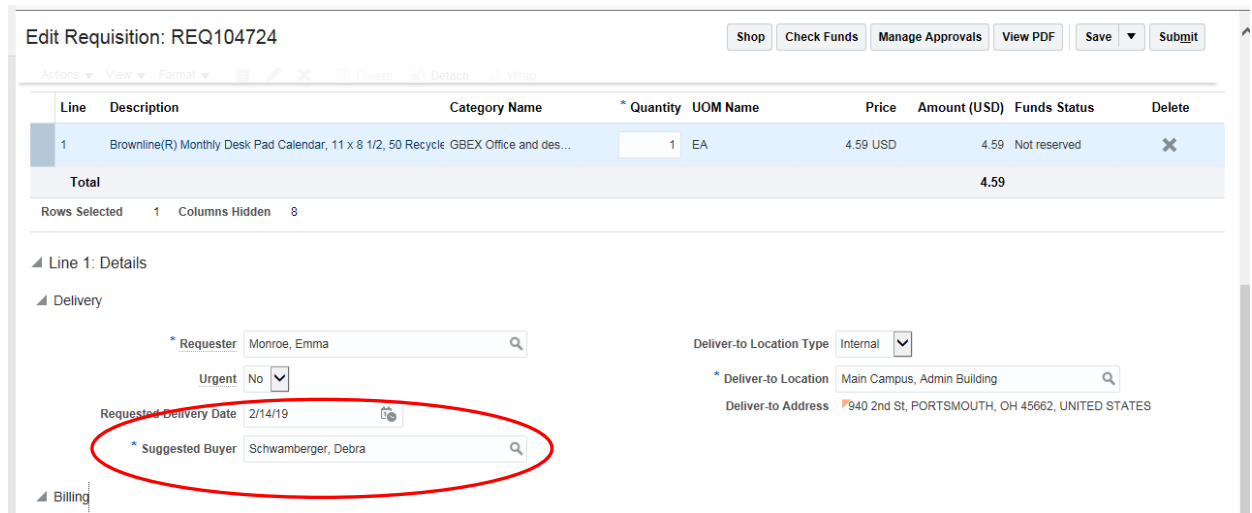 Edit Requisition: REQ104724 Shop Check Funds Manage Approvals View PDF Save Submit
Actions View Format Freeze Detach Wrap
Line Description Category Name * Quantity UOM Name Price Amount (USD) Funds Status Delete
1 Brownline(R) Monthly Desk Pad Calendar, 11 x 8 1/2, 50 Recycle GBEX Office and des... 1 EA 4.59 USD 4.59 Not reserved
Total 4.59
Rows Selected 1 Columns Hidden 8
Line 1: Details
Delivery
* Requester Monroe, Emma Deliver-to Location Type Internal
Urgent No * Deliver-to Location Main Campus, Admin Building
Requested Delivery Date 2/14/19 Deliver-to Address 940 2nd St, PORTSMOUTH, OH 45662, UNITED STATES
* Suggested Buyer Schwamberger, Debra
Billing